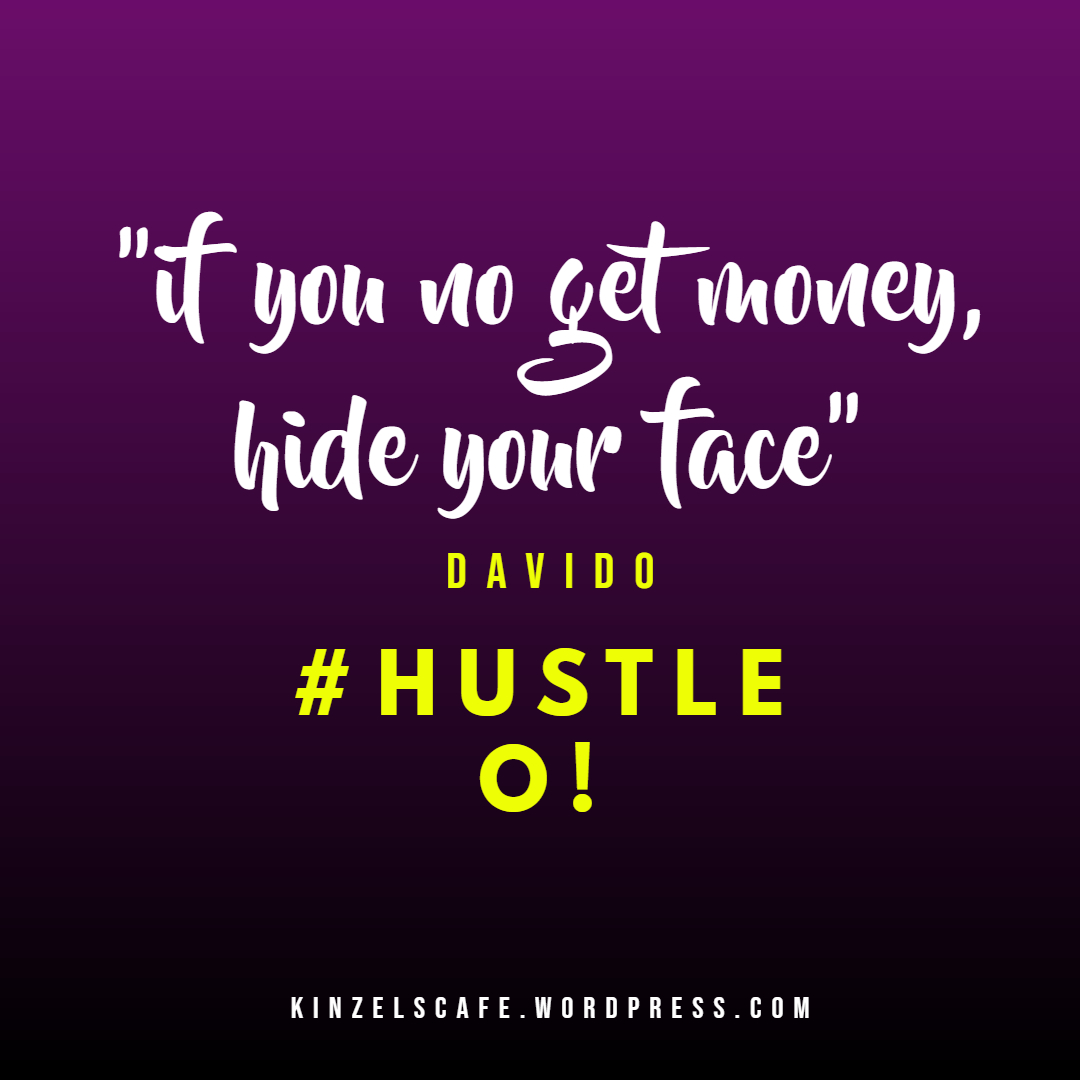 "if you no get money,
hide your face"
DAVIDO
#HUSTLE
O!
KINZELSCAFE.WORDPRESS.COM